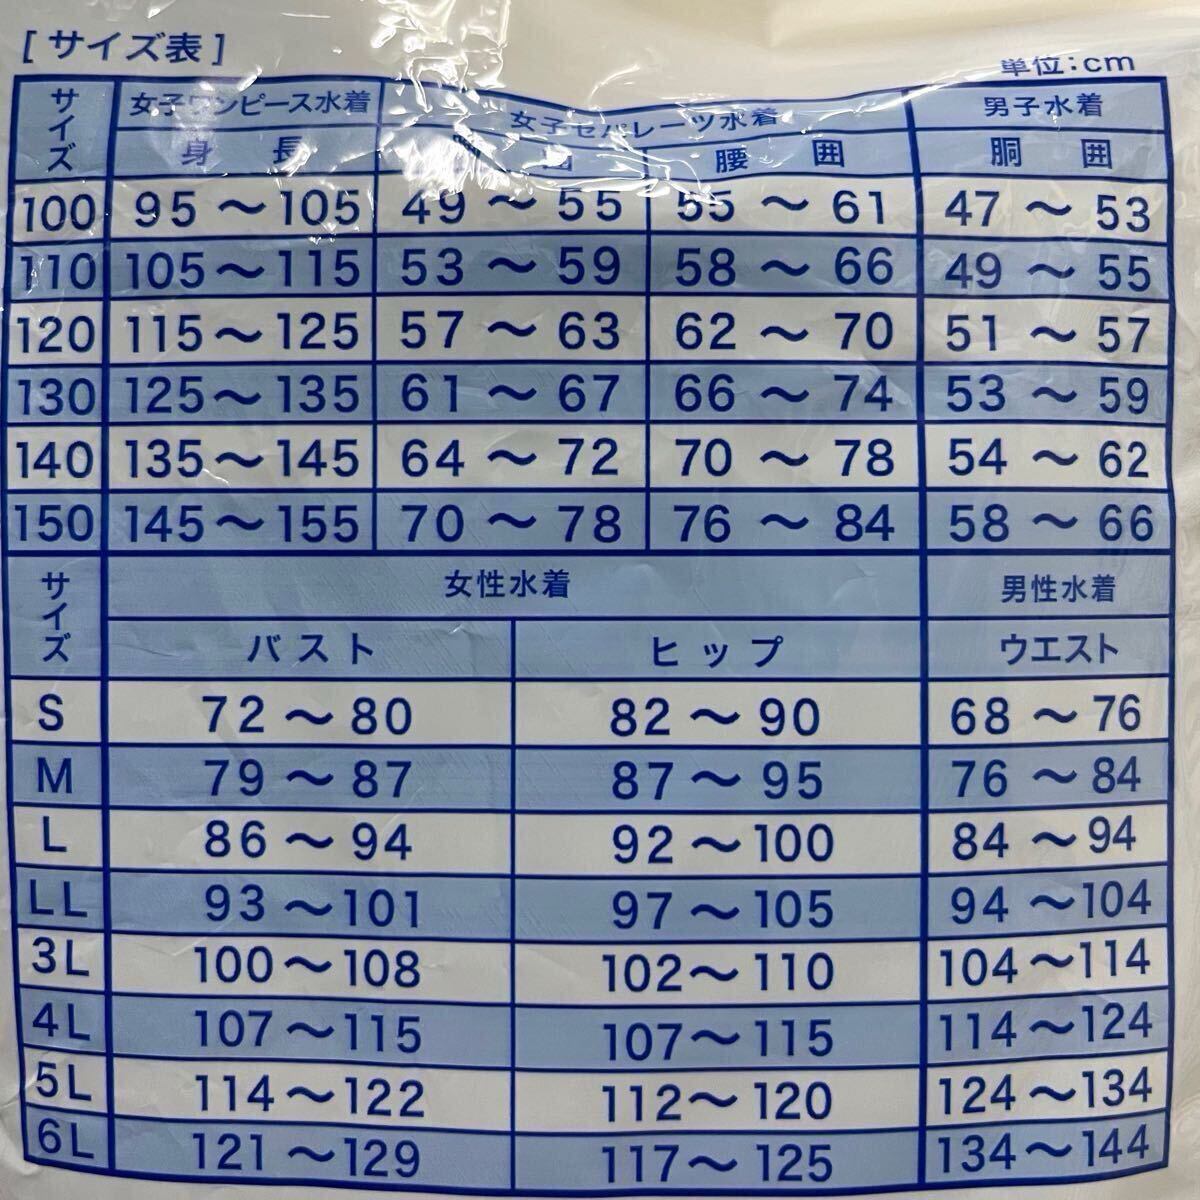 [サイズ表]
単位:cm
サイズ 女子ワンピース水着 女子セパレーツ水着 男子水着
身長 胸囲 腰囲 胴囲
100 95～105 49～55 55～61 47～53
110 105～115 53～59 58～66 49～55
120 115～125 57～63 62～70 51～57
130 125～135 61～67 66～74 53～59
140 135～145 64～72 70～78 54～62
150 145～155 70～78 76～84 58～66
サイズ 女性水着 男性水着
バスト ヒップ ウエスト
S 72～80 82～90 68～76
M 79～87 87～95 76～84
L 86～94 92～100 84～94
LL 93～101 97～105 94～104
3L 100～108 102～110 104～114
4L 107～115 107～115 114～124
5L 114～122 112～120 124～134
6L 121～129 117～125 134～144